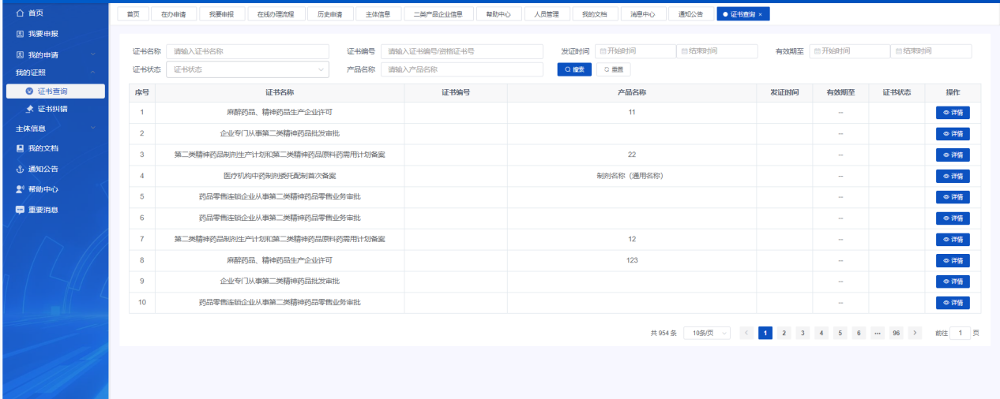 首页
我要申报
我的申请
我的证照
证书查询
证书纠错
主体信息
我的文档
通知公告
帮助中心
重要消息
首页 在办申请 我要申报 在线办理流程 历史申请 主体信息 二类产品企业信息 帮助中心 人员管理 我的文档 消息中心 通知公告 证书查询 ×
证书名称 请输入证书名称 证书编号 请输入证书编号/资格证书号 发证时间 开始时间 结束时间 有效期至 开始时间 结束时间
证书状态 证书状态 产品名称 请输入产品名称 搜索 重置
序号 证书名称 证书编号 产品名称 发证时间 有效期至 证书状态 操作
1 麻醉药品、精神药品生产企业许可 11 -- 详情
2 企业专门从事第二类精神药品批发审批 -- 详情
3 第二类精神药品制剂生产计划和第二类精神药品原料药需用计划备案 22 -- 详情
4 医疗机构中药制剂委托配制首次备案 制剂名称（通用名称） -- 详情
5 药品零售连锁企业从事第二类精神药品零售业务审批 -- 详情
6 药品零售连锁企业从事第二类精神药品零售业务审批 -- 详情
7 第二类精神药品制剂生产计划和第二类精神药品原料药需用计划备案 12 -- 详情
8 麻醉药品、精神药品生产企业许可 123 -- 详情
9 企业专门从事第二类精神药品批发审批 -- 详情
10 药品零售连锁企业从事第二类精神药品零售业务审批 -- 详情
共 954 条 10条/页 < 1 2 3 4 5 6 ··· 96 > 前往 1 页